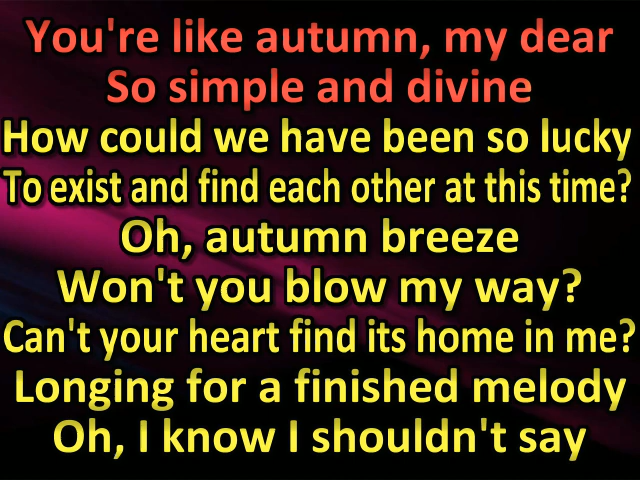 You're like autumn, my dear
So simple and divine
How could we have been so lucky
To exist and find each other at this time?
Oh, autumn breeze
Won't you blow my way?
Can't your heart find its home in me?
Longing for a finished melody
Oh, I know I shouldn't say